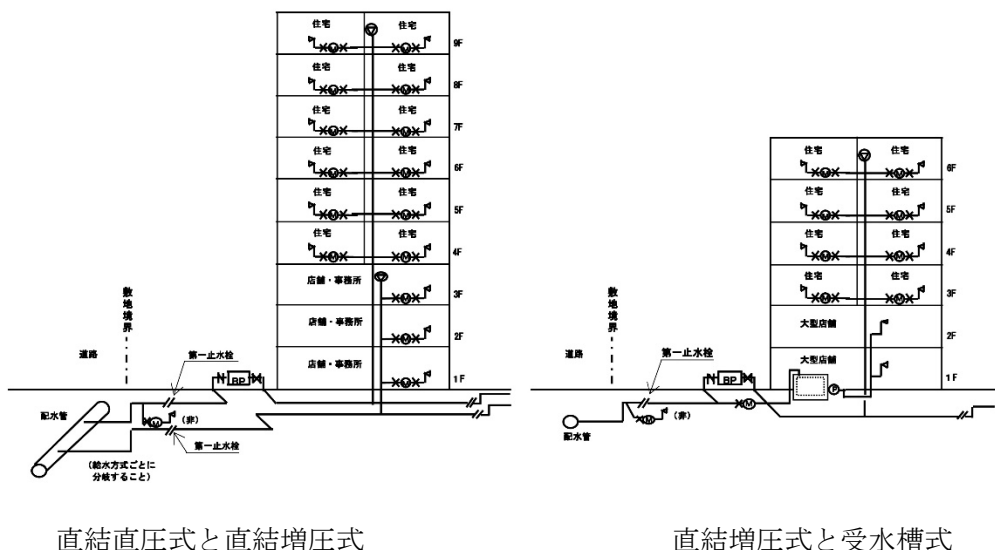 住宅 住宅
9F
住宅 住宅
8F
住宅 住宅
7F
住宅 住宅
6F
住宅 住宅
5F
住宅 住宅
4F
店舗・事務所
3F
店舗・事務所
2F
店舗・事務所
1F
敷地境界
道路
第一止水栓
BP
配水管
M
(非)
第一止水栓
(給水方式ごとに
分岐すること)
直結直圧式と直結増圧式
住宅 住宅
6F
住宅 住宅
5F
住宅 住宅
4F
住宅 住宅
3F
大型店舗
2F
大型店舗
1F
敷地境界
道路
第一止水栓
BP
P
M
M
(非)
配水管
直結増圧式と受水槽式